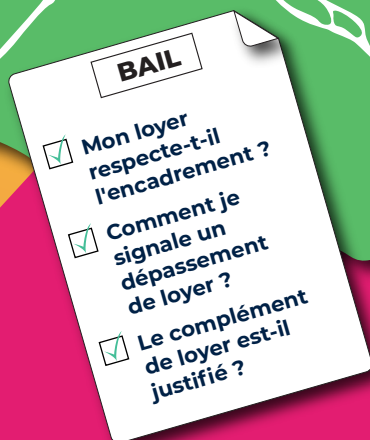 BAIL
Mon loyer
respecte-t-il
l'encadrement ?
Comment je
signale un
dépassement
de loyer ?
Le complément
de loyer est-il
justifié ?